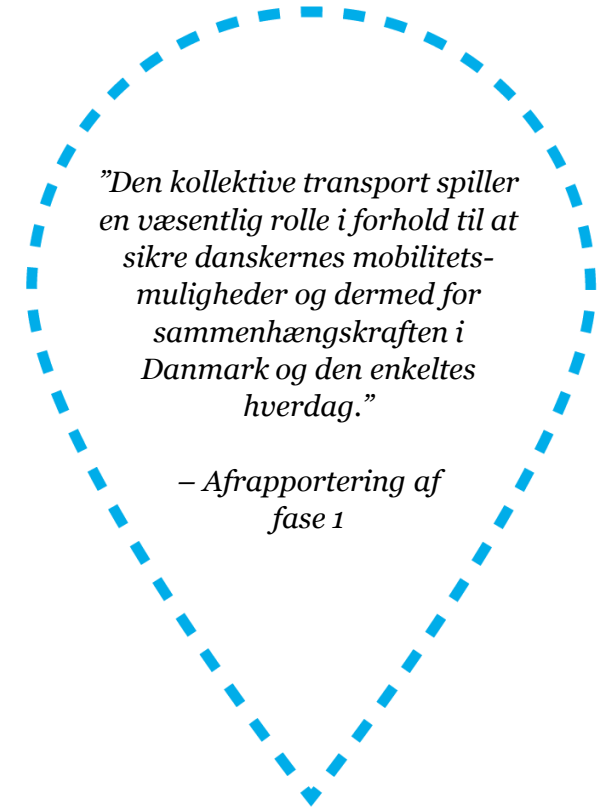 ”Den kollektive transport spiller
en væsentlig rolle i forhold til at
sikre danskernes mobilitets-
muligheder og dermed for
sammenhængskraften i
Danmark og den enkeltes
hverdag.”
– Afrapportering af
fase 1